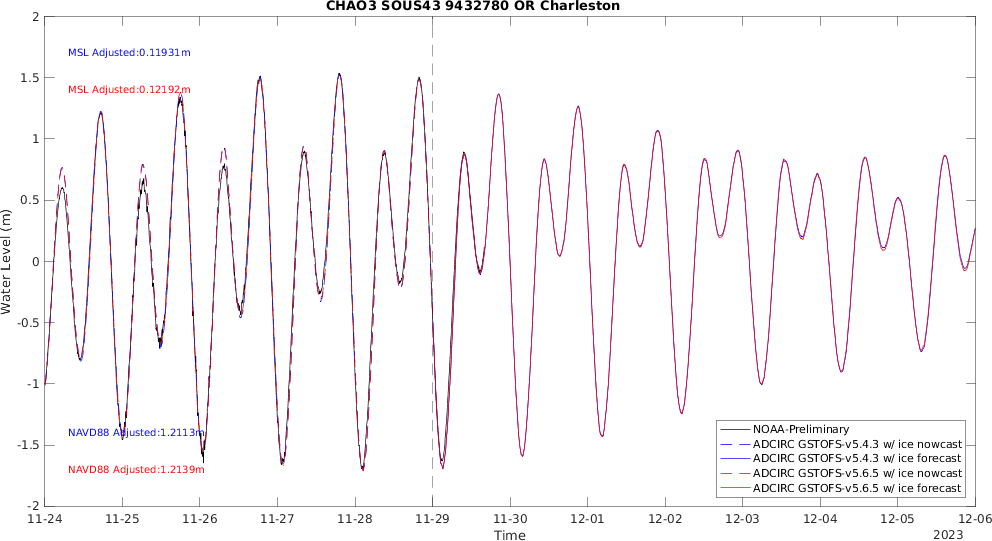 CHAO3 SOUS43 9432780 OR Charleston
2
1.5
1
0.5
0
-0.5
-1
-1.5
-2
Water Level (m)
MSL Adjusted:0.11931m
MSL Adjusted:0.12192m
NAVD88 Adjusted:1.2113m
NAVD88 Adjusted:1.2139m
NOAA-Preliminary
ADCIRC GSTOFS-v5.4.3 w/ ice nowcast
ADCIRC GSTOFS-v5.4.3 w/ ice forecast
ADCIRC GSTOFS-v5.6.5 w/ ice nowcast
ADCIRC GSTOFS-v5.6.5 w/ ice forecast
11-24 11-25 11-26 11-27 11-28 11-29 11-30 12-01 12-02 12-03 12-04 12-05 12-06
Time
2023